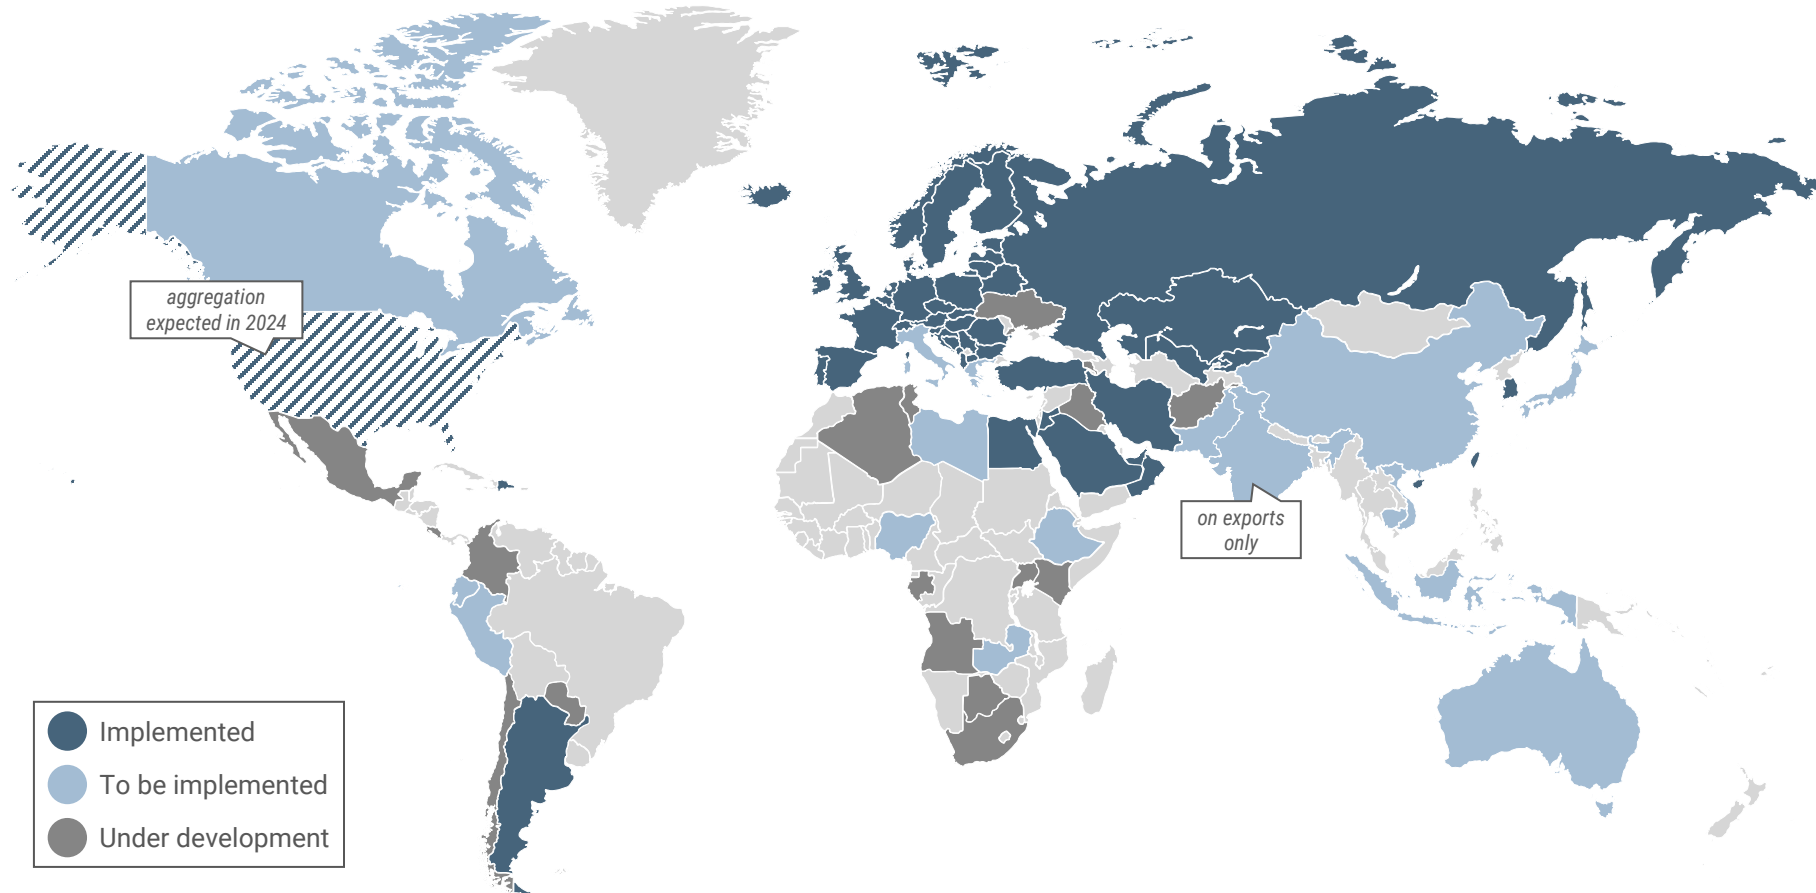 aggregation
expected in 2024
on exports
only
Implemented
To be implemented
Under development